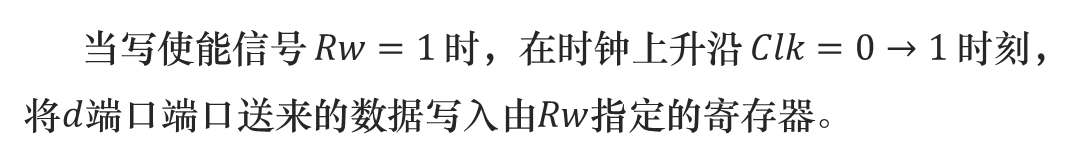 当写使能信号 Rw = 1 时，在时钟上升沿 Clk = 0 → 1 时刻，
将d端口端口送来的数据写入由Rw指定的寄存器。